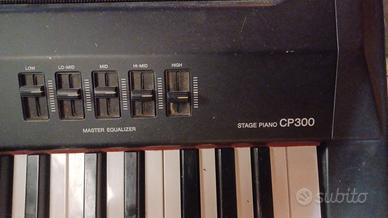 LOW LO-MID MID HI-MID HIGH
MASTER EQUALIZER
STAGE PIANO CP300
subito